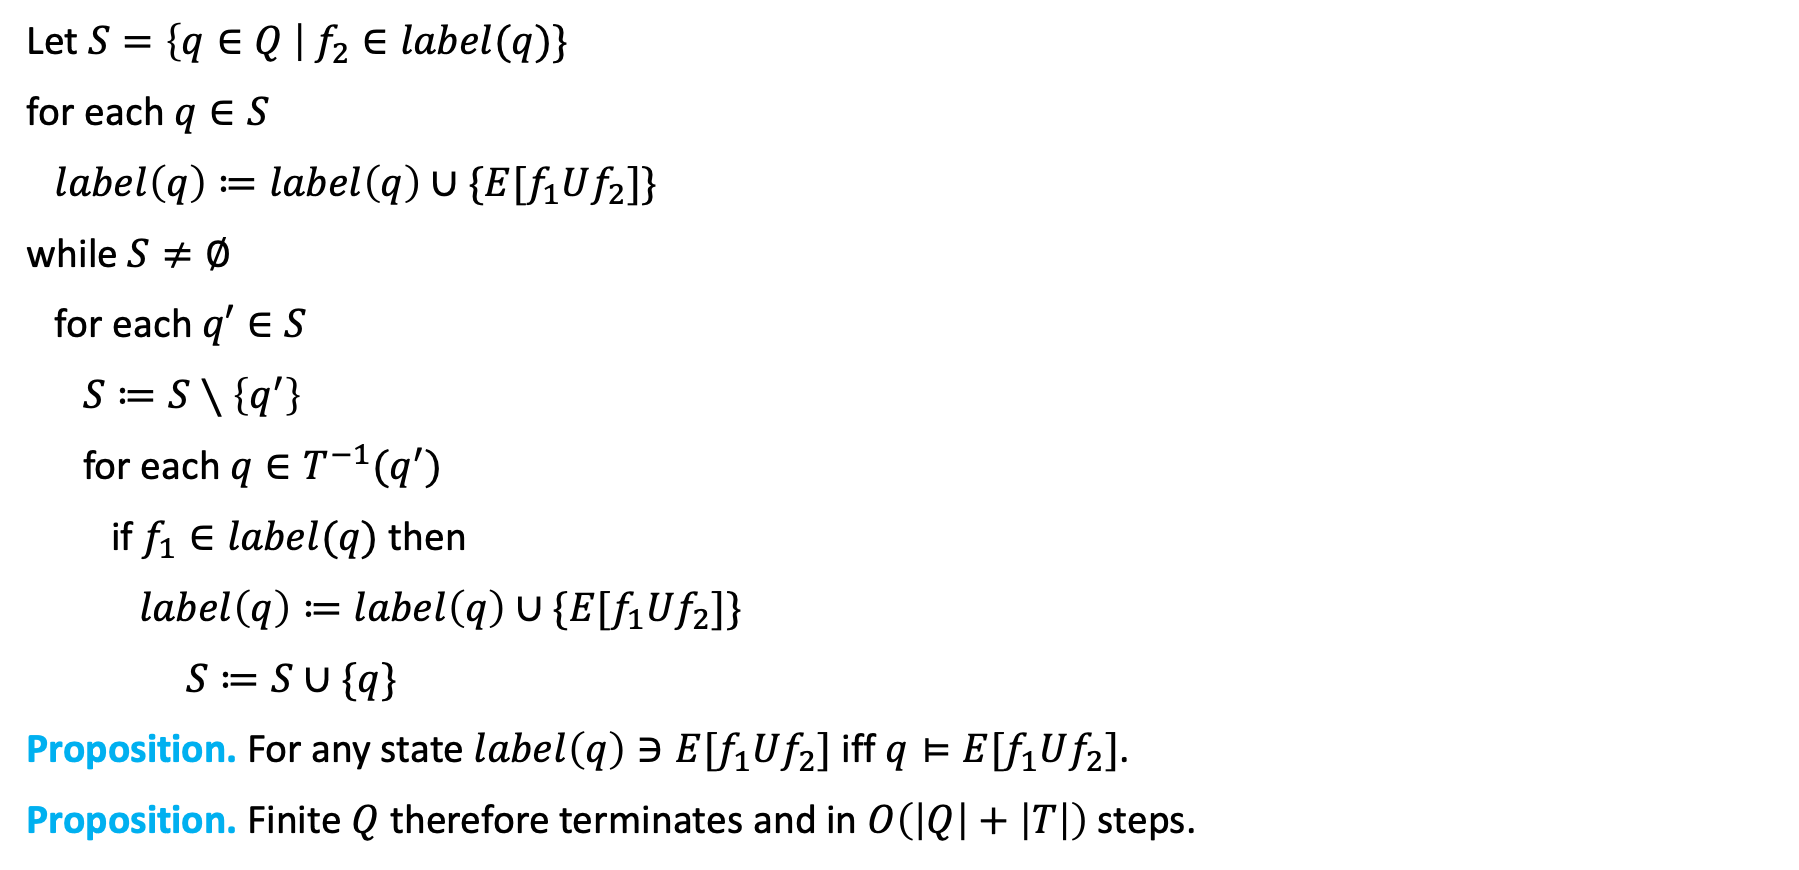 Let S = {q ∈ Q | f₂ ∈ label(q)}
for each q ∈ S
label(q) := label(q) ∪ {E[f₁Uf₂]}
while S ≠ ∅
for each q′ ∈ S
S := S \ {q′}
for each q ∈ T⁻¹(q′)
if f₁ ∈ label(q) then
label(q) := label(q) ∪ {E[f₁Uf₂]}
S := S ∪ {q}
Proposition. For any state label(q) ∋ E[f₁Uf₂] iff q ⊨ E[f₁Uf₂].
Proposition. Finite Q therefore terminates and in O(|Q| + |T|) steps.